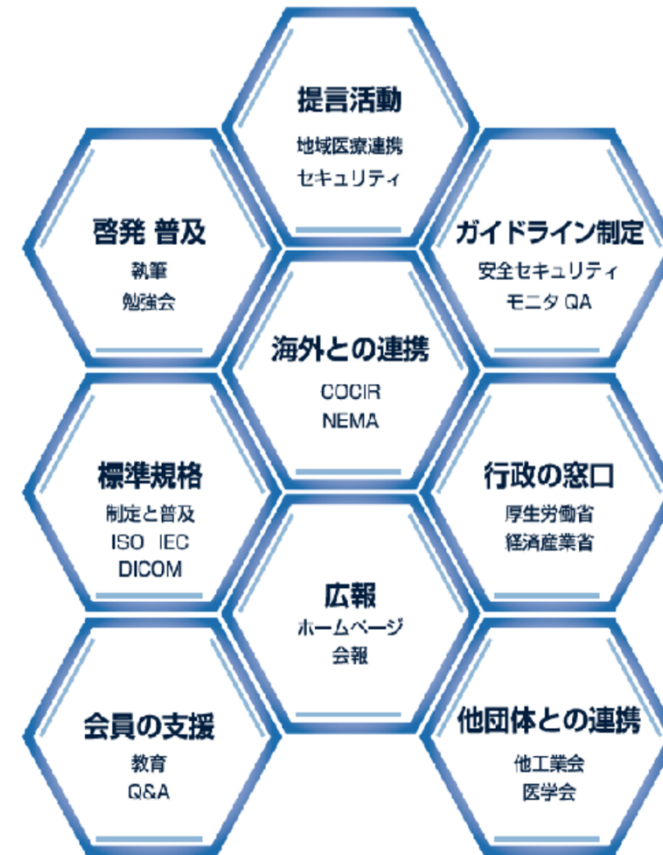 提言活動
地域医療連携
セキュリティ
啓発 普及
執筆
勉強会
ガイドライン制定
安全セキュリティ
モニタ QA
海外との連携
COCIR
NEMA
標準規格
制定と普及
ISO IEC
DICOM
行政の窓口
厚生労働省
経済産業省
広報
ホームページ
会報
会員の支援
教育
Q&A
他団体との連携
他工業会
医学会